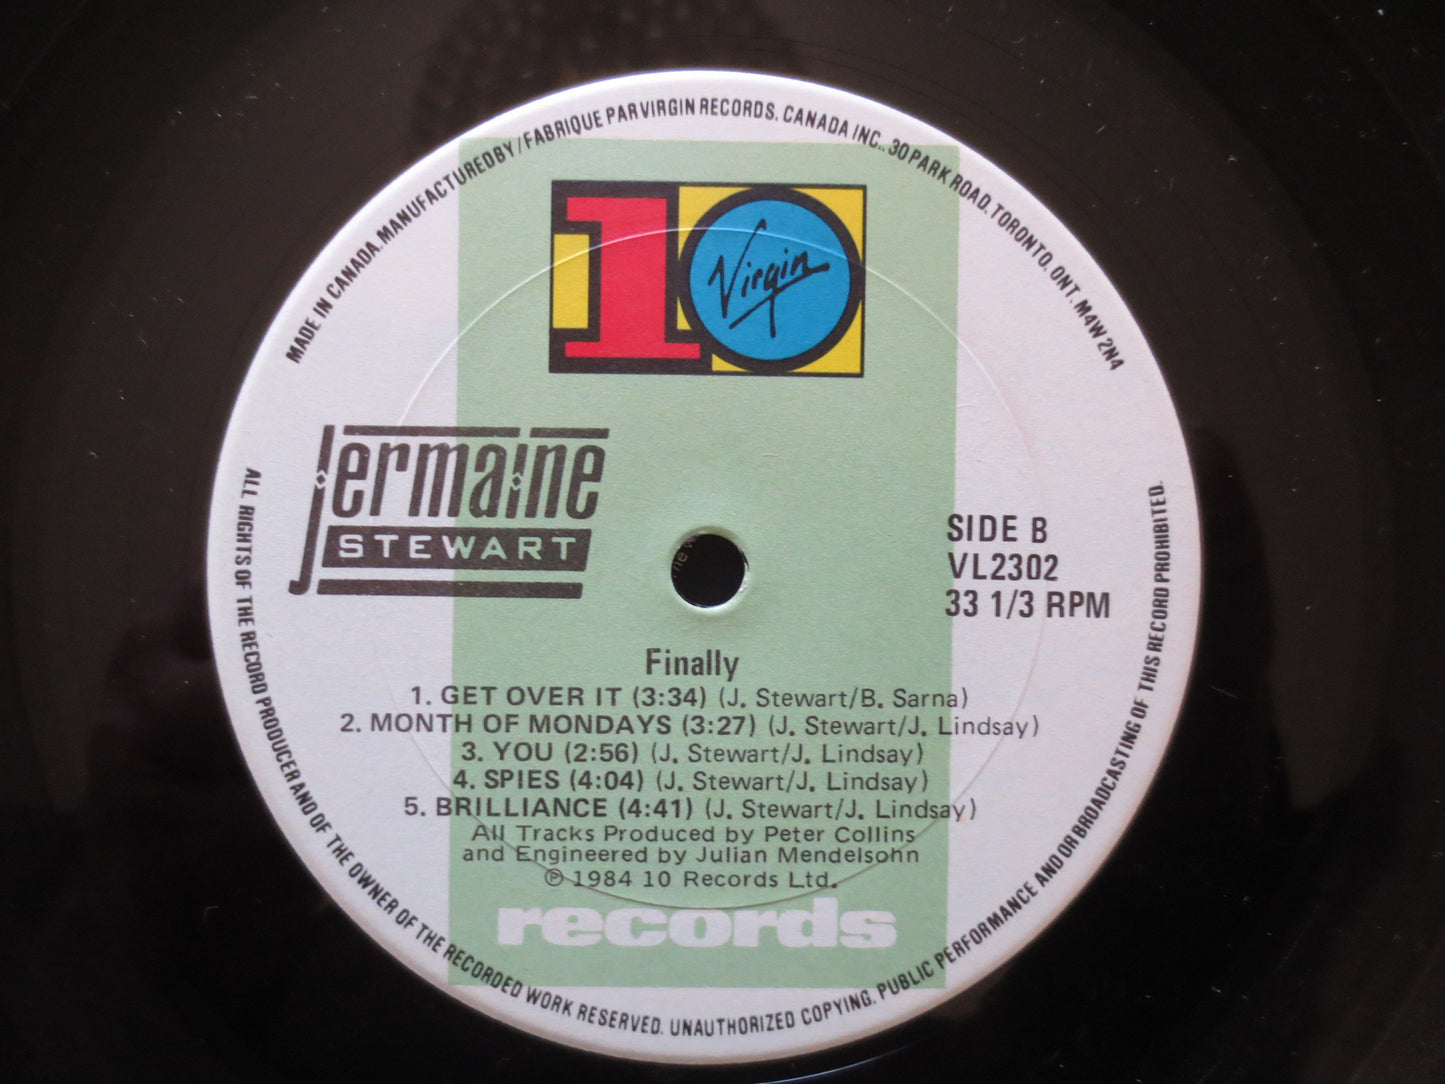 MADE IN CANADA. MANUFACTURED BY / FABRIQUE PAR VIRGIN RECORDS. CANADA INC.. 30 PARK ROAD. TORONTO. ONT. M4W 2N4
10
Virgin
Jermaine
STEWART
SIDE B
VL2302
33 1/3 RPM
Finally
1. GET OVER IT (3:34) (J. Stewart/B. Sarna)
2. MONTH OF MONDAYS (3:27) (J. Stewart/J. Lindsay)
3. YOU (2:56) (J. Stewart/J. Lindsay)
4. SPIES (4:04) (J. Stewart/J. Lindsay)
5. BRILLIANCE (4:41) (J. Stewart/J. Lindsay)
All Tracks Produced by Peter Collins
and Engineered by Julian Mendelsohn
℗ 1984 10 Records Ltd.
records
ALL RIGHTS OF THE RECORD PRODUCER AND OF THE OWNER OF THE RECORDED WORK RESERVED. UNAUTHORIZED COPYING. PUBLIC PERFORMANCE AND/OR BROADCASTING OF THIS RECORD PROHIBITED.